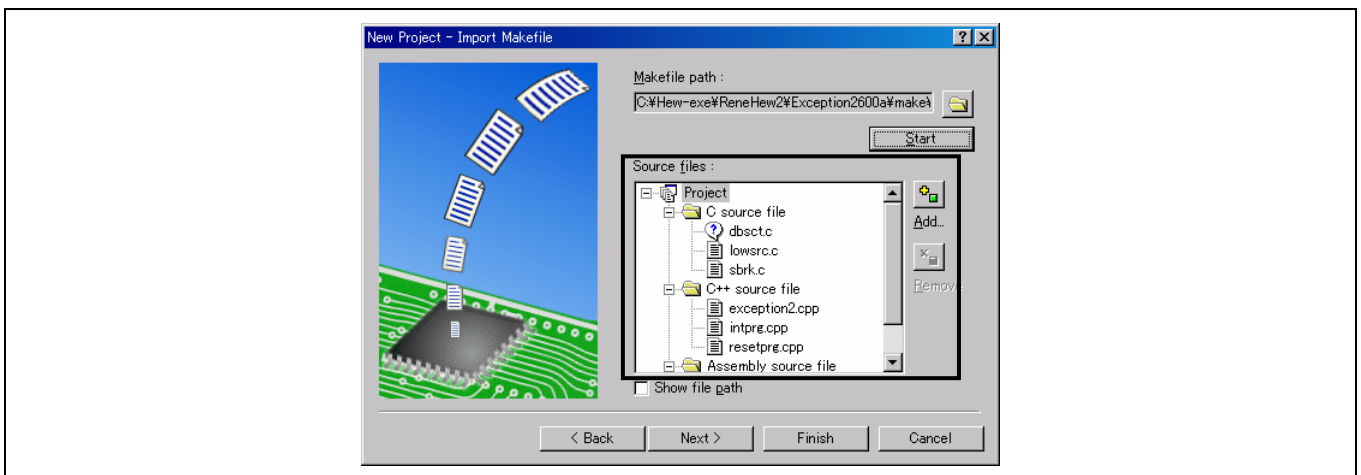 New Project - Import Makefile
? ×
Makefile path :
C:¥Hew-exe¥ReneHew2¥Exception2600a¥make¥
Start
Source files :
Project
C source file
dbsct.c
lowsrc.c
sbrk.c
C++ source file
exception2.cpp
intprg.cpp
resetprg.cpp
Assembly source file
Add...
Remove
Show file path
< Back
Next >
Finish
Cancel